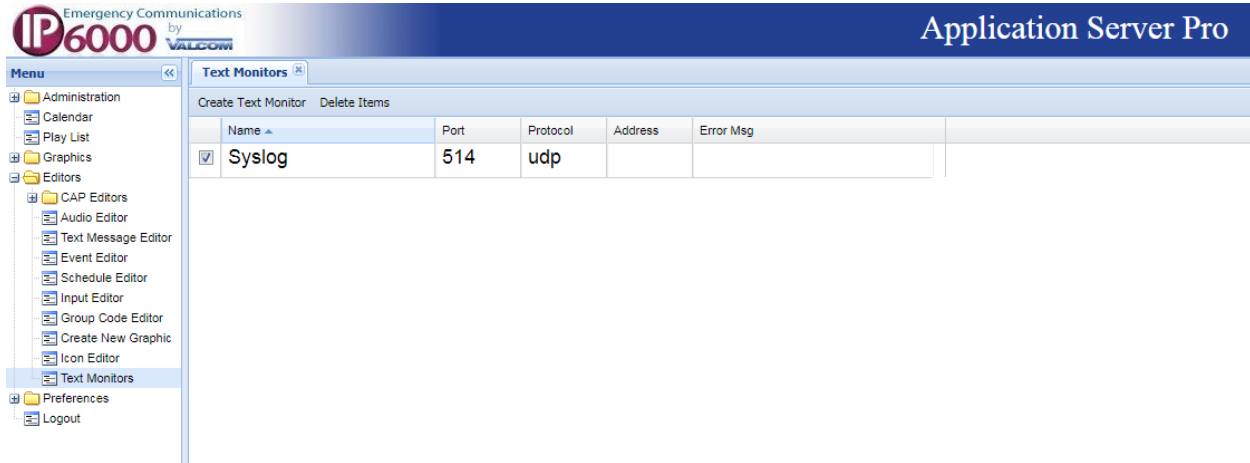 Emergency Communications
IP6000 by
VALCOM
Application Server Pro
Menu
Text Monitors
Administration
Create Text Monitor Delete Items
Calendar
Name Port Protocol Address Error Msg
Play List
Syslog 514 udp
Graphics
Editors
CAP Editors
Audio Editor
Text Message Editor
Event Editor
Schedule Editor
Input Editor
Group Code Editor
Create New Graphic
Icon Editor
Text Monitors
Preferences
Logout